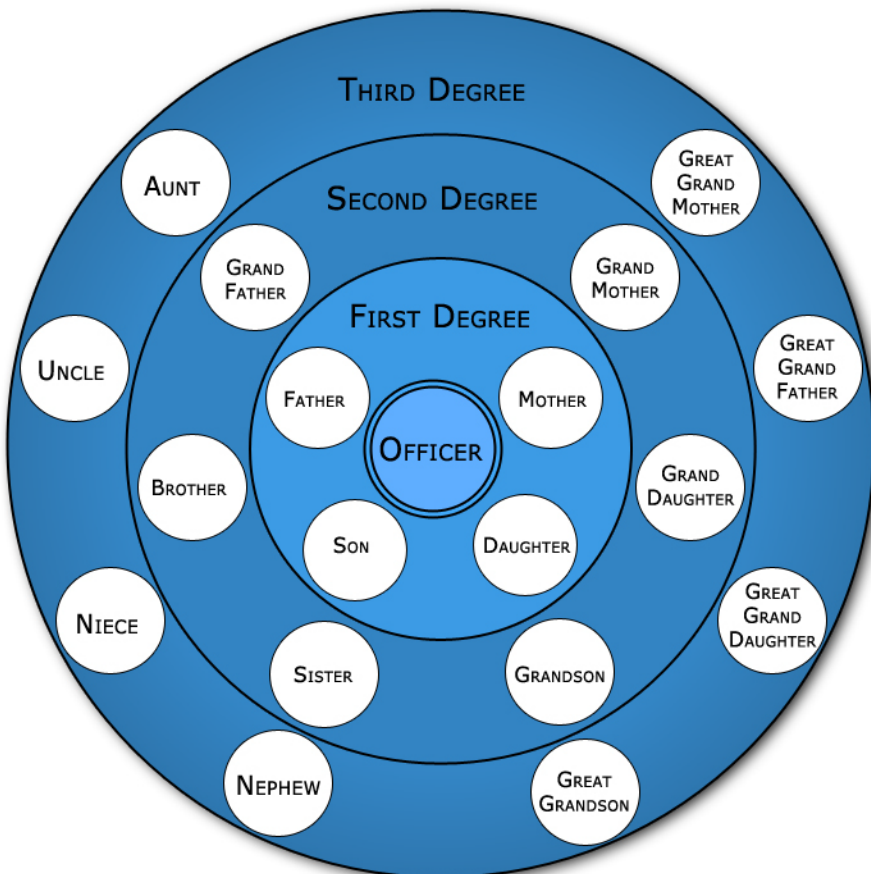 Third Degree
Aunt
Great
Grand
Mother
Second Degree
Grand
Father
Grand
Mother
First Degree
Uncle
Great
Grand
Father
Father
Mother
Officer
Brother
Grand
Daughter
Son
Daughter
Niece
Great
Grand
Daughter
Sister
Grandson
Nephew
Great
Grandson